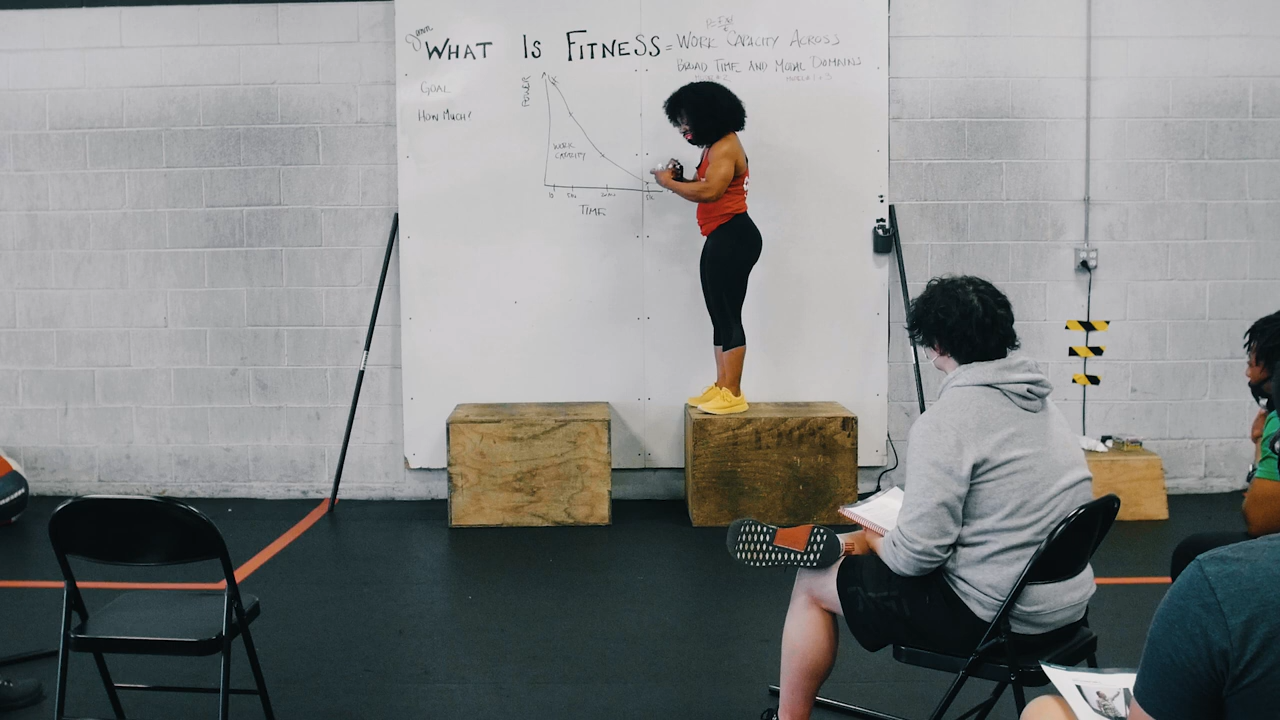 WHAT IS FITNESS = WORK CAPACITY ACROSS
BROAD TIME AND MODAL DOMAINS
GOAL
HOW MUCH?
POWER
WORK
CAPACITY
TIME